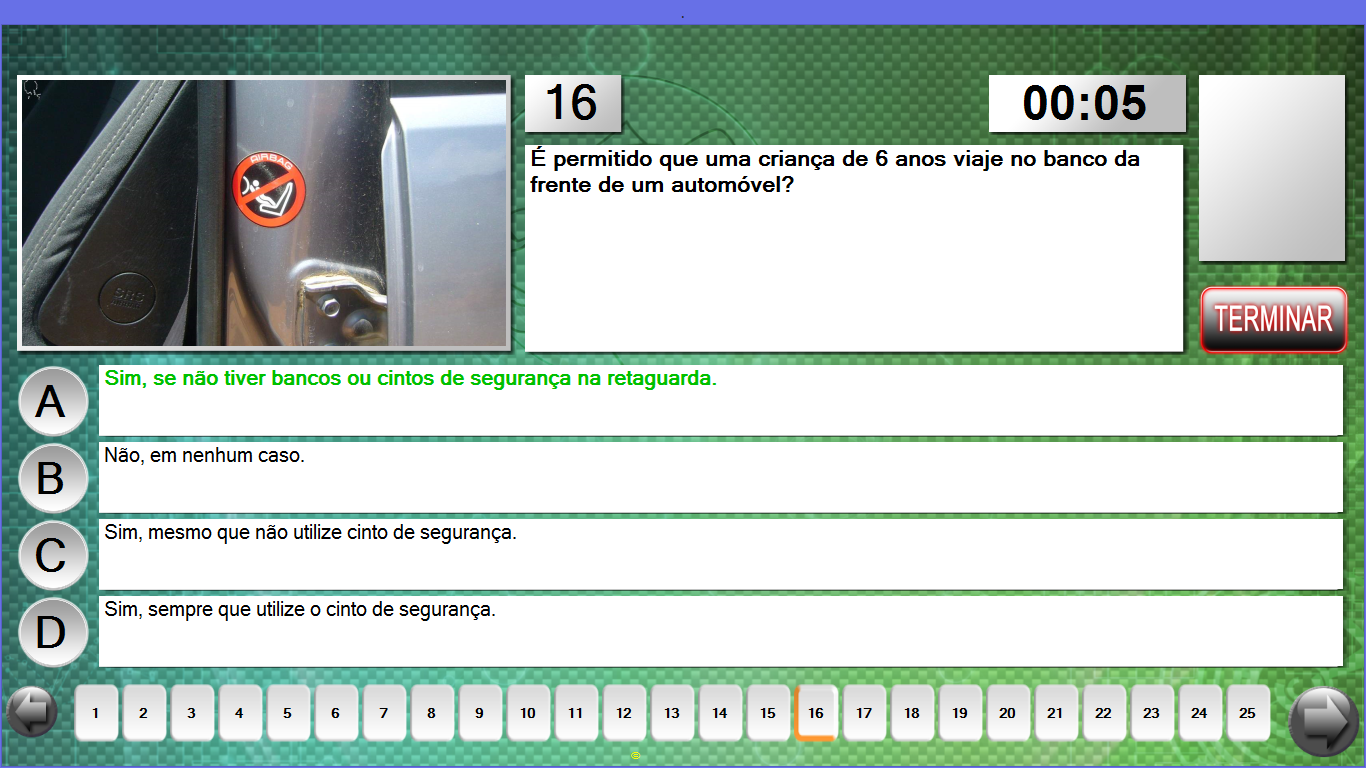 AIRBAG
16
00:05
É permitido que uma criança de 6 anos viaje no banco da
frente de um automóvel?
TERMINAR
A
Sim, se não tiver bancos ou cintos de segurança na retaguarda.
B
Não, em nenhum caso.
C
Sim, mesmo que não utilize cinto de segurança.
D
Sim, sempre que utilize o cinto de segurança.
1 2 3 4 5 6 7 8 9 10 11 12 13 14 15 16 17 18 19 20 21 22 23 24 25